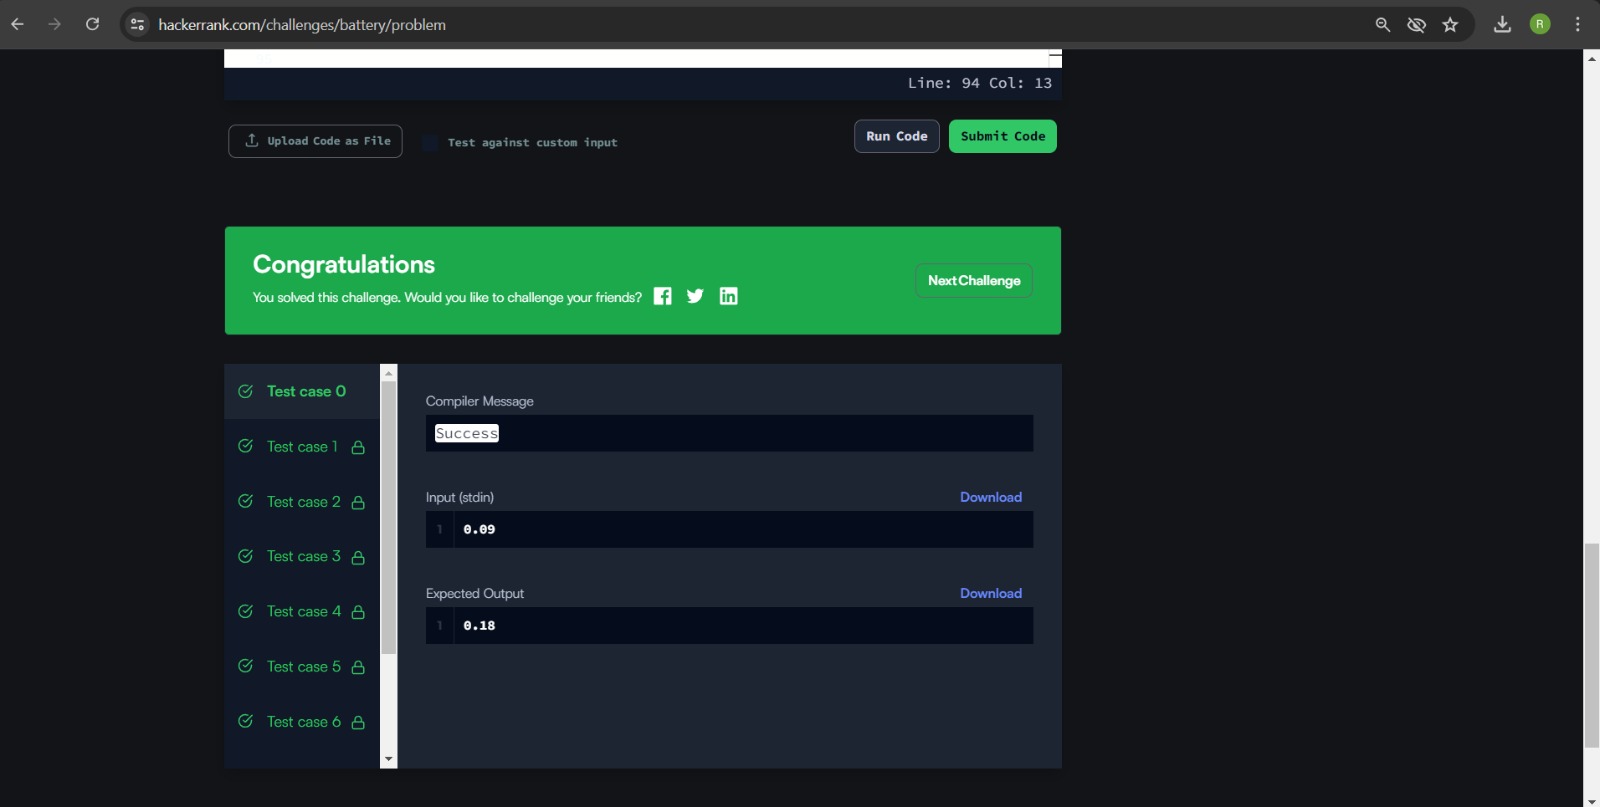 hackerrank.com/challenges/battery/problem
R
Line: 94 Col: 13
Upload Code as File
Test against custom input
Run Code
Submit Code
Congratulations
You solved this challenge. Would you like to challenge your friends?
Next Challenge
Test case 0
Test case 1
Test case 2
Test case 3
Test case 4
Test case 5
Test case 6
Compiler Message
Success
Input (stdin)
Download
1 0.09
Expected Output
Download
1 0.18